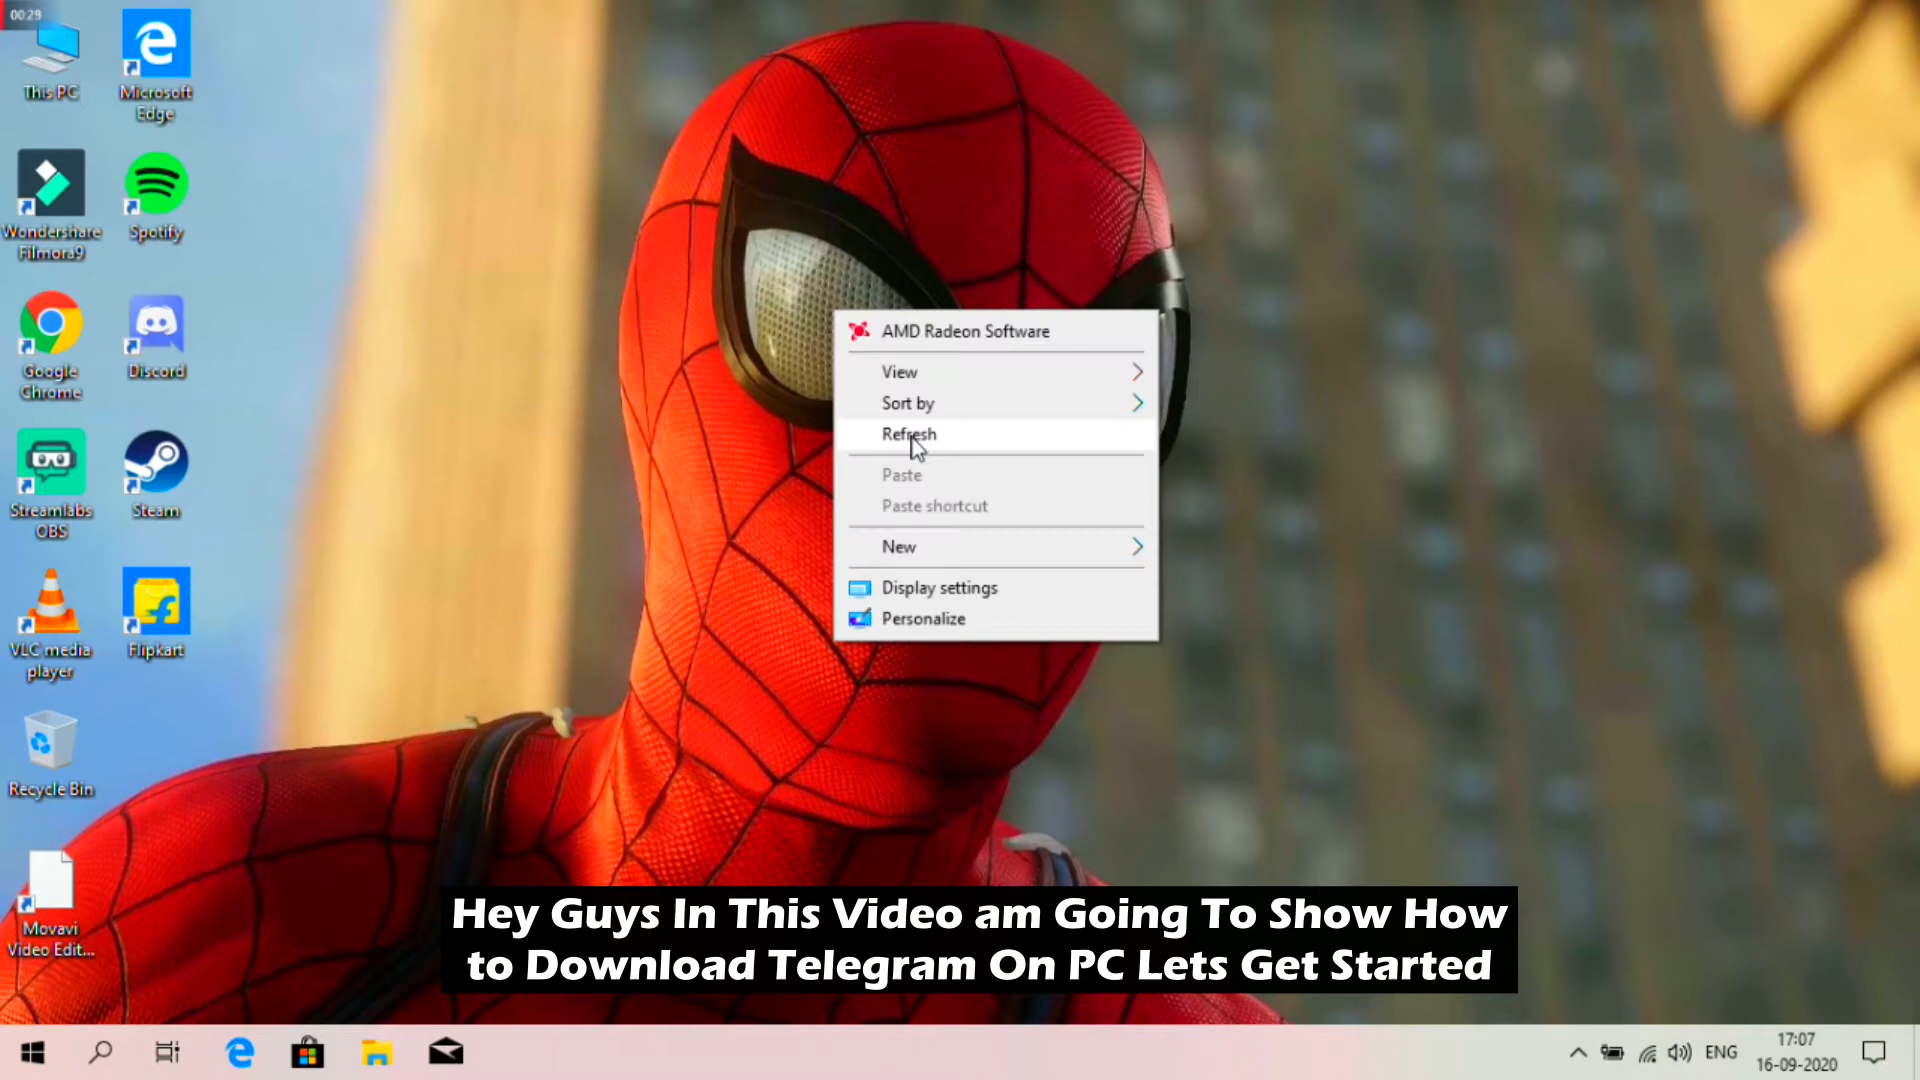 00:29
This PC
Microsoft
Edge
Wondershare
Filmora9
Spotify
Google
Chrome
Discord
Streamlabs
OBS
Steam
VLC media
player
Flipkart
Recycle Bin
Movavi
Video Edit...
AMD Radeon Software
View
Sort by
Refresh
Paste
Paste shortcut
New
Display settings
Personalize
Hey Guys In This Video am Going To Show How
to Download Telegram On PC Lets Get Started
ENG
17:07
16-09-2020